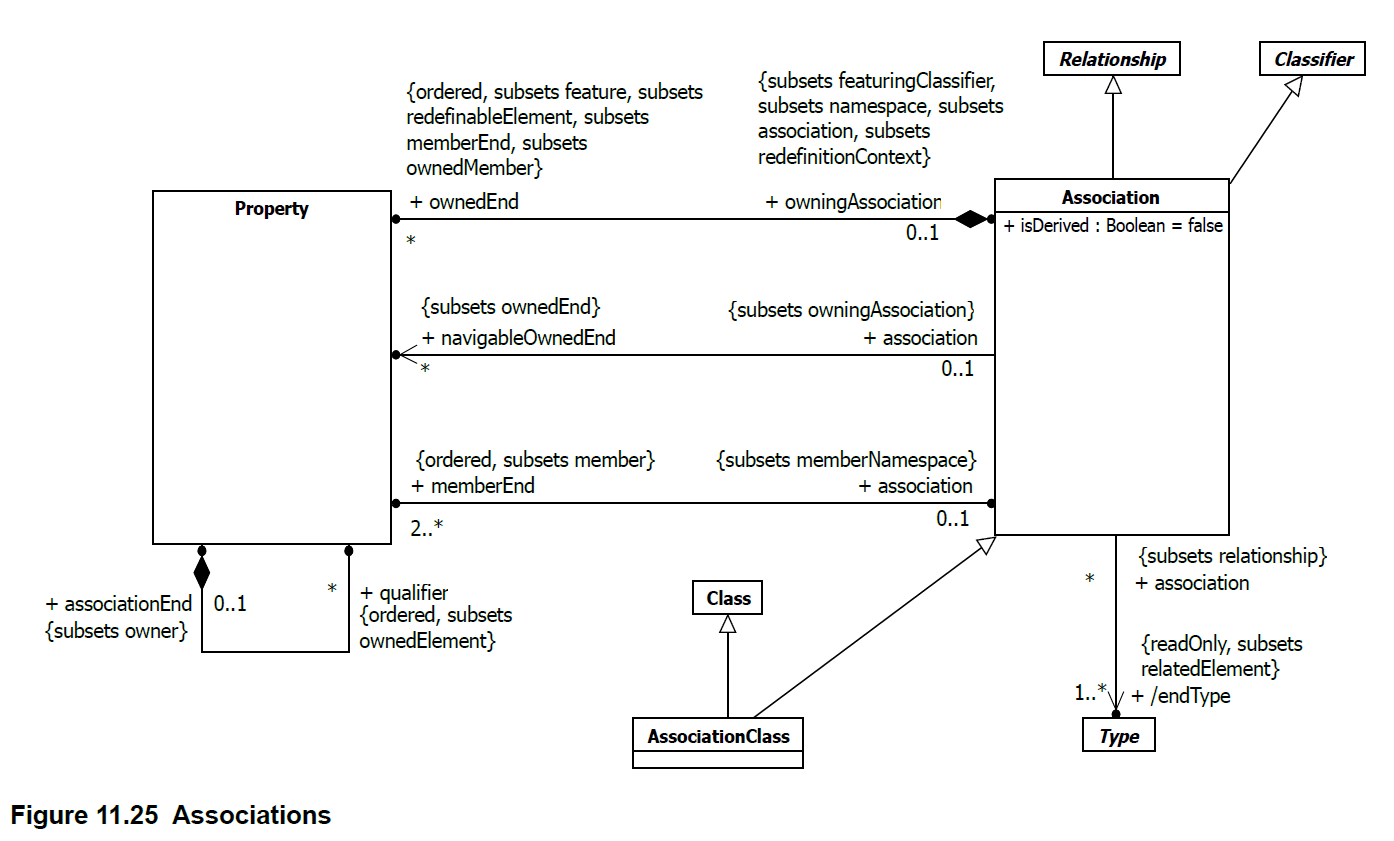 Relationship
Classifier
{ordered, subsets feature, subsets
redefinableElement, subsets
memberEnd, subsets
ownedMember}
{subsets featuringClassifier,
subsets namespace, subsets
association, subsets
redefinitionContext}
Property
+ ownedEnd
*
+ owningAssociation
0..1
Association
+ isDerived : Boolean = false
{subsets ownedEnd}
+ navigableOwnedEnd
*
{subsets owningAssociation}
+ association
0..1
{ordered, subsets member}
+ memberEnd
2..*
{subsets memberNamespace}
+ association
0..1
+ associationEnd
{subsets owner}
0..1
*
+ qualifier
{ordered, subsets
ownedElement}
Class
AssociationClass
{subsets relationship}
+ association
*
{readOnly, subsets
relatedElement}
+ /endType
1..*
Type
Figure 11.25 Associations